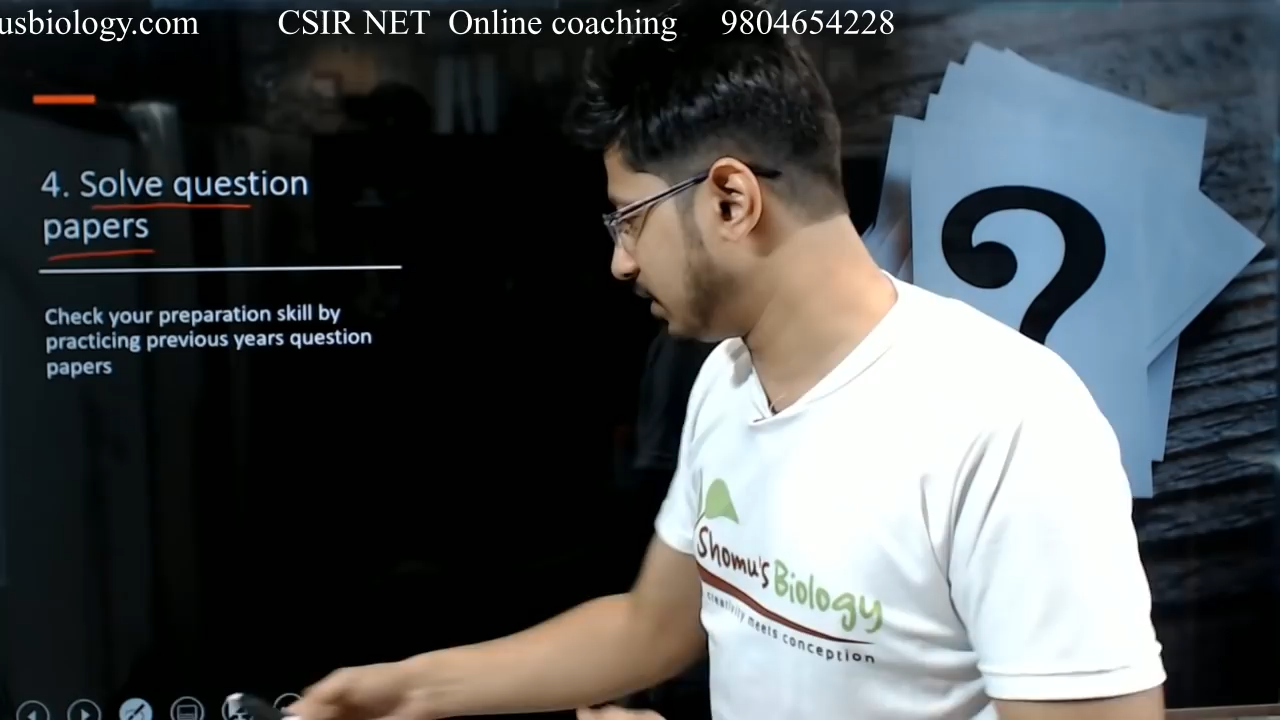 usbiology.com CSIR NET Online coaching 9804654228
4. Solve question
papers
Check your preparation skill by
practicing previous years question
papers
?
Shomu's Biology
creativity meets conception